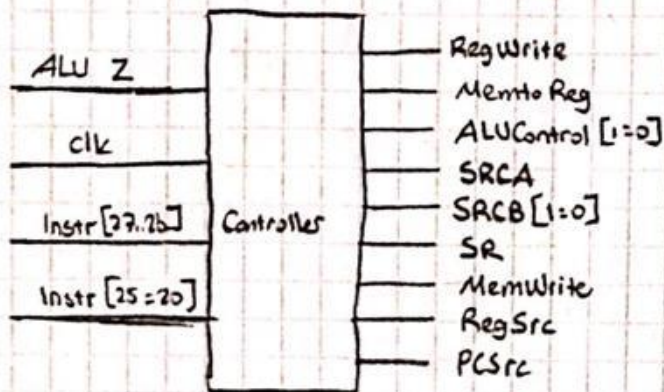 ALU Z
clk
Instr[27..26]
Instr[25=20]
Controller
RegWrite
MemtoReg
ALUControl [1=0]
SRCA
SRCB[1=0]
SR
MemWrite
RegSrc
PCSrc